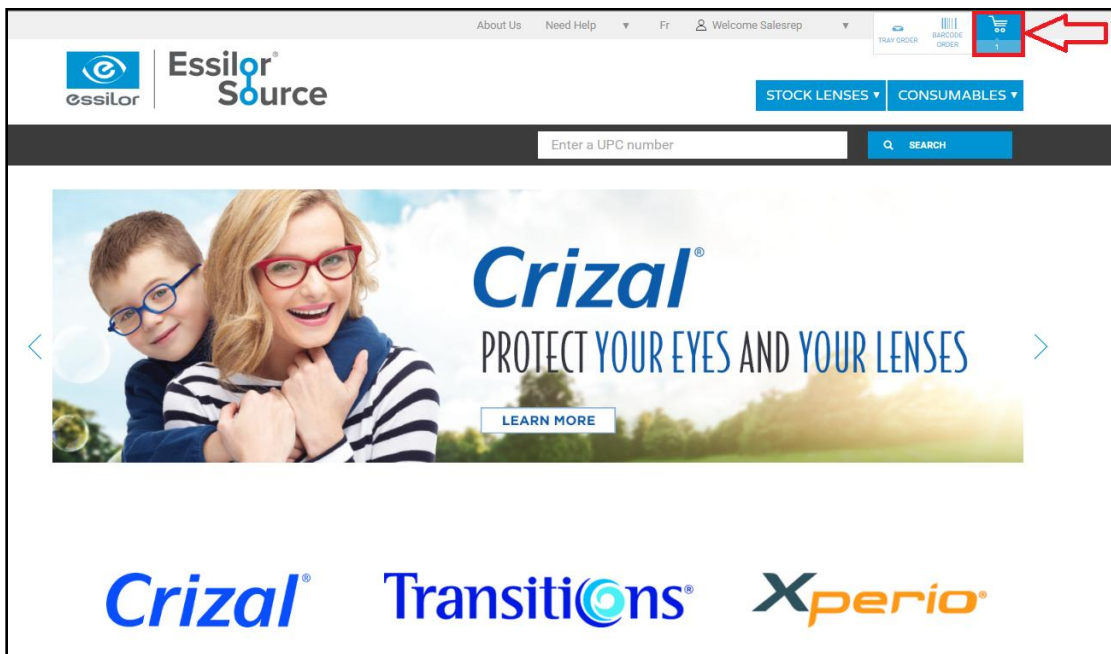 About Us Need Help ▼ Fr Welcome Salesrep ▼
TRAY ORDER
BARCODE
ORDER
1
essilor
Essilor®
Source
STOCK LENSES ▼ CONSUMABLES ▼
Enter a UPC number
SEARCH
Crizal®
PROTECT YOUR EYES AND YOUR LENSES
LEARN MORE
Crizal® Transitions® Xperio®